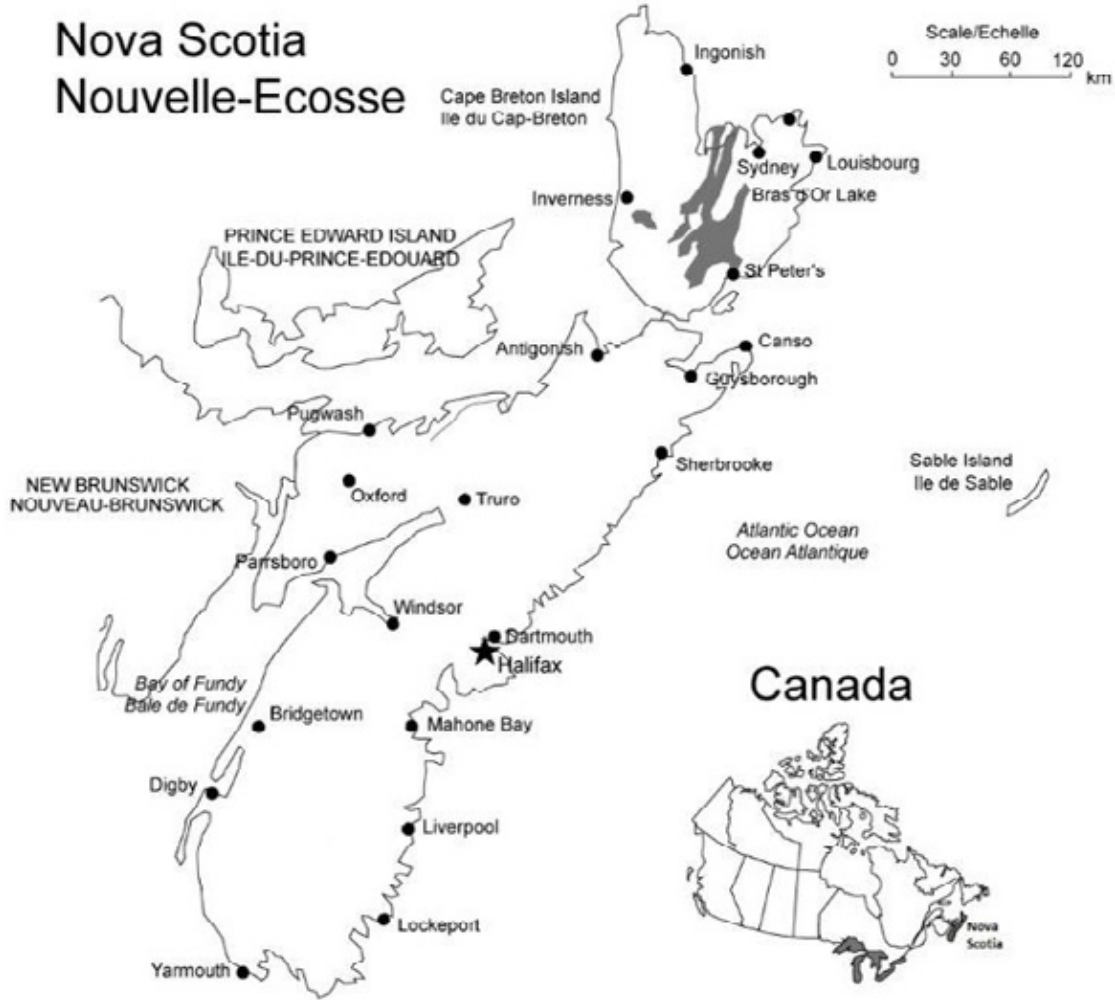 Nova Scotia
Nouvelle-Ecosse
Scale/Echelle
0 30 60 120
km
Ingonish
Cape Breton Island
Ile du Cap-Breton
Sydney
Louisbourg
Inverness
Bras d'Or Lake
PRINCE EDWARD ISLAND
ILE-DU-PRINCE-EDOUARD
St Peter's
Antigonish
Canso
Guysborough
Pugwash
Sherbrooke
Sable Island
Ile de Sable
NEW BRUNSWICK
NOUVEAU-BRUNSWICK
Oxford
Truro
Atlantic Ocean
Ocean Atlantique
Parrsboro
Windsor
Dartmouth
Halifax
Bay of Fundy
Baie de Fundy
Bridgetown
Mahone Bay
Canada
Digby
Liverpool
Lockeport
Nova
Scotia
Yarmouth